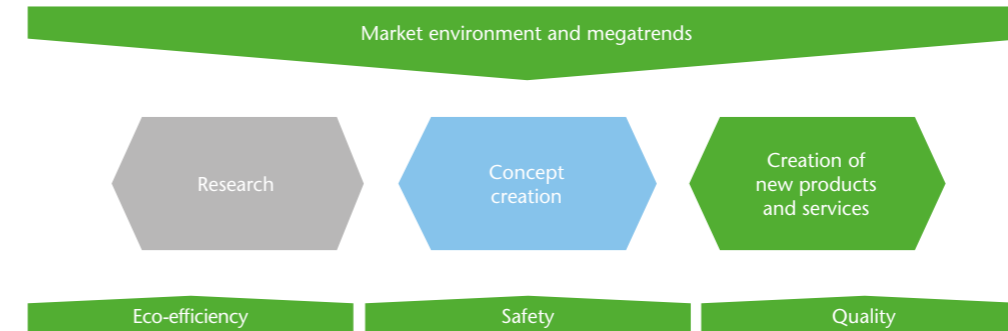 Market environment and megatrends
Research
Concept
creation
Creation of
new products
and services
Eco-efficiency
Safety
Quality